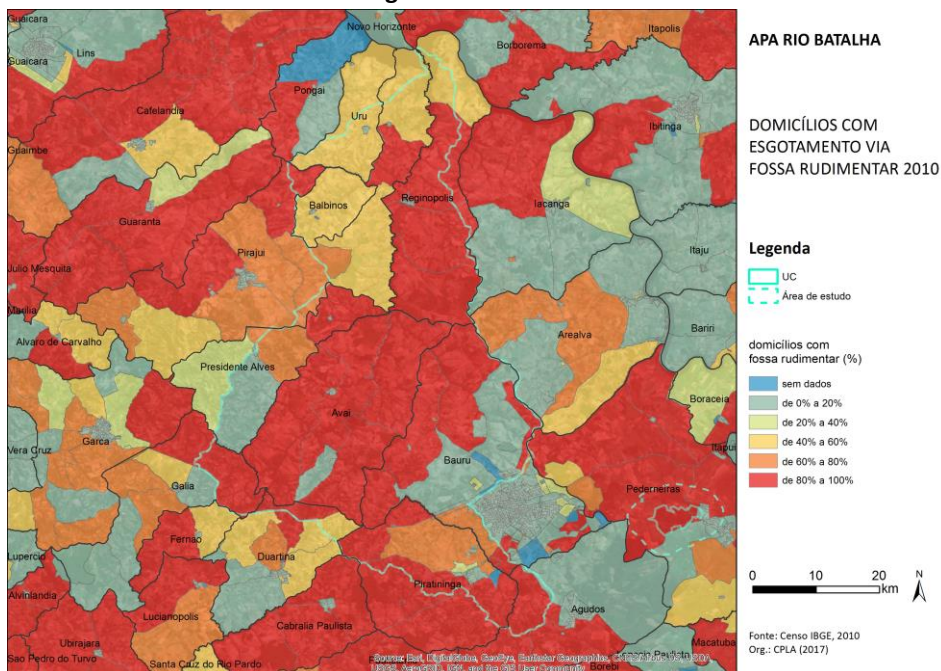 Guaicara
Novo Horizonte
Itapolis
Borborema
Lins
Guaicara
Pongai
Cafelandia
Uru
Ibitinga
Guaimbe
Balbinos
Reginopolis
Iacanga
Guaranta
Pirajui
Itaju
Julio Mesquita
Marilia
Bariri
Arealva
Alvaro de Carvalho
Presidente Alves
Boraceia
Avai
Garca
Vera Cruz
Bauru
Itapui
Galia
Pederneiras
Fernao
Duartina
Lupercio
Piratininga
Alvinlandia
Agudos
Lucianopolis
Cabralia Paulista
Ubirajara
Macatuba
Sao Pedro do Turvo
Santa Cruz do Rio Pardo
Borebi
APA RIO BATALHA
DOMICÍLIOS COM
ESGOTAMENTO VIA
FOSSA RUDIMENTAR 2010
Legenda
UC
Área de estudo
domicílios com
fossa rudimentar (%)
sem dados
de 0% a 20%
de 20% a 40%
de 40% a 60%
de 60% a 80%
de 80% a 100%
0 10 20
km
N
Fonte: Censo IBGE, 2010
Org.: CPLA (2017)